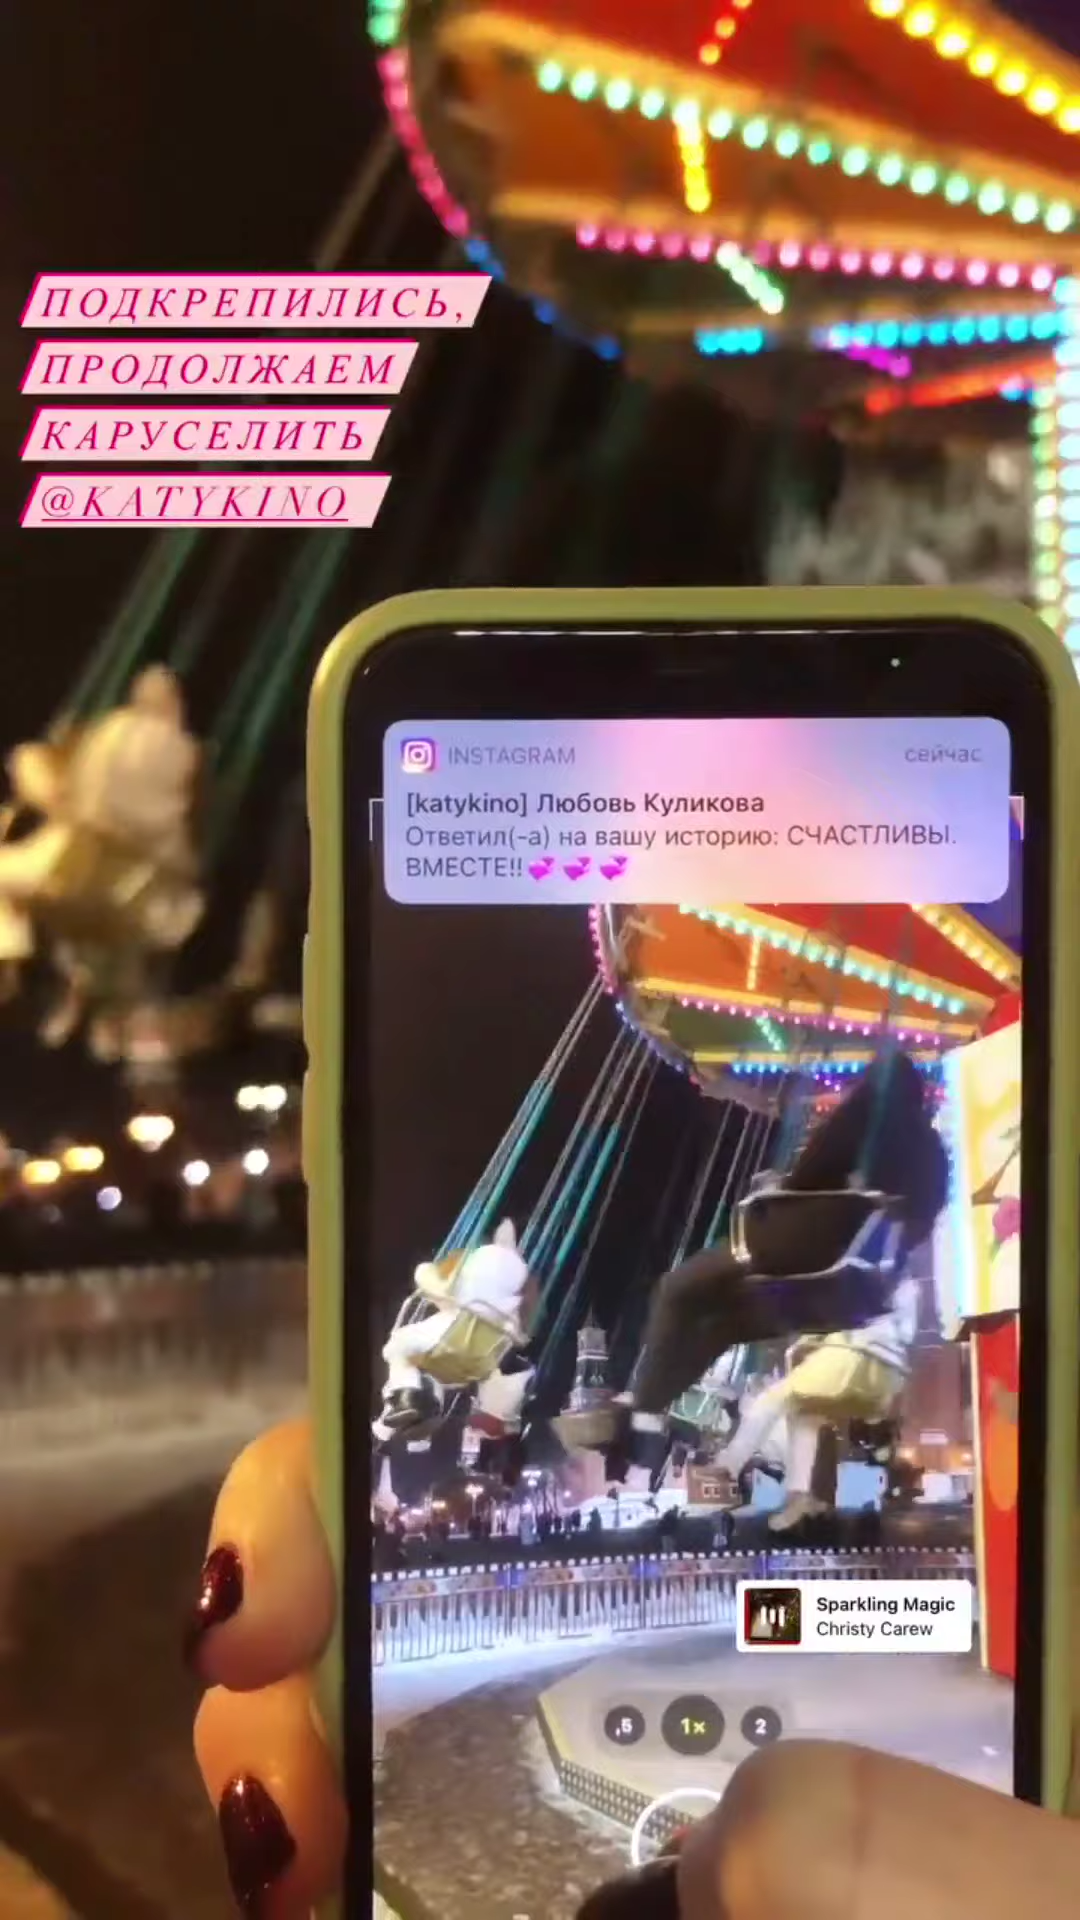 ПОДКРЕПИЛИСЬ,
ПРОДОЛЖАЕМ
КАРУСЕЛИТЬ
@KATYKINO
INSTAGRAM
сейчас
[katykino] Любовь Куликова
Ответил(-а) на вашу историю: СЧАСТЛИВЫ.
ВМЕСТЕ!!💞💞💞
Sparkling Magic
Christy Carew
,5 1× 2